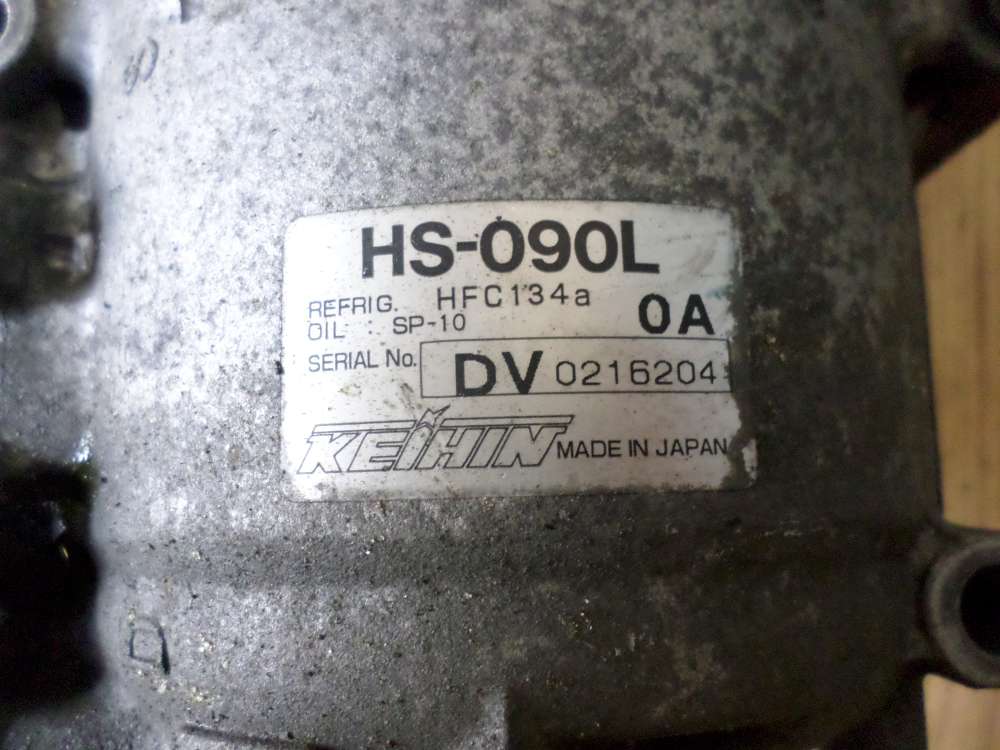 HS-090L
REFRIG. HFC134a
OIL : SP-10 0A
SERIAL No. DV 0216204
KEIHIN MADE IN JAPAN
D